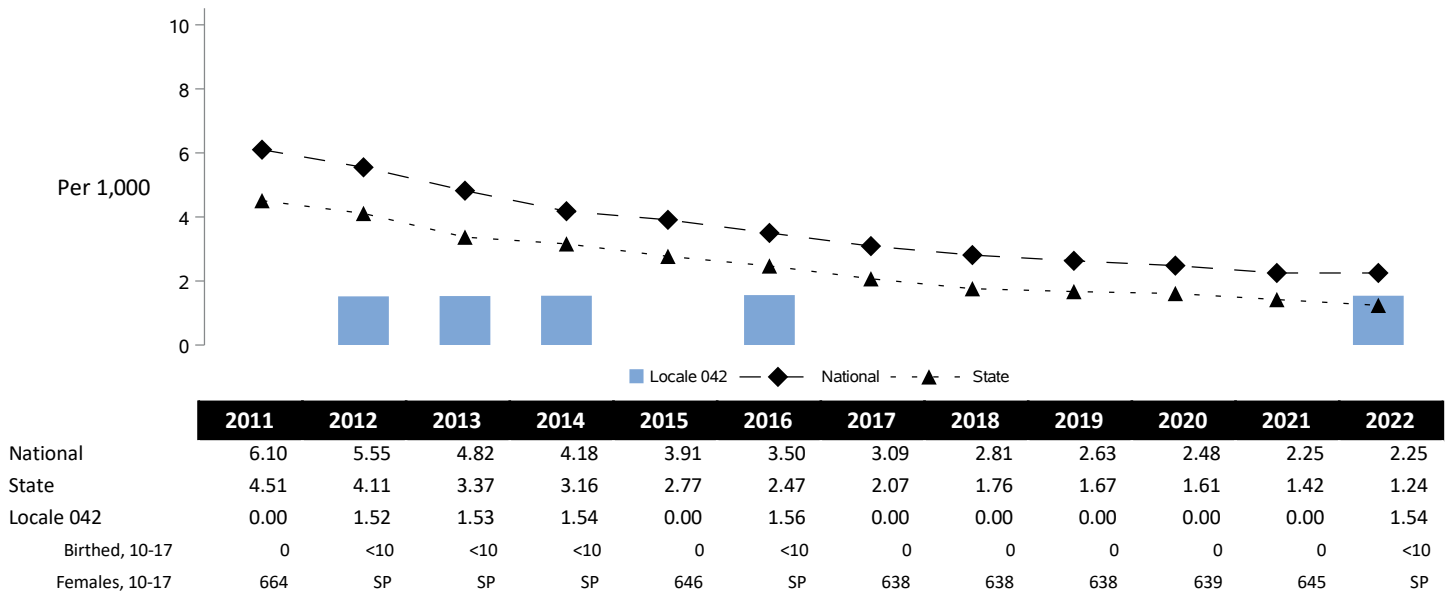 10
8
6
Per 1,000
4
2
0
Locale 042 National State
2011 2012 2013 2014 2015 2016 2017 2018 2019 2020 2021 2022
National 6.10 5.55 4.82 4.18 3.91 3.50 3.09 2.81 2.63 2.48 2.25 2.25
State 4.51 4.11 3.37 3.16 2.77 2.47 2.07 1.76 1.67 1.61 1.42 1.24
Locale 042 0.00 1.52 1.53 1.54 0.00 1.56 0.00 0.00 0.00 0.00 0.00 1.54
Birthed, 10-17 0 <10 <10 <10 0 <10 0 0 0 0 0 <10
Females, 10-17 664 SP SP SP 646 SP 638 638 638 639 645 SP